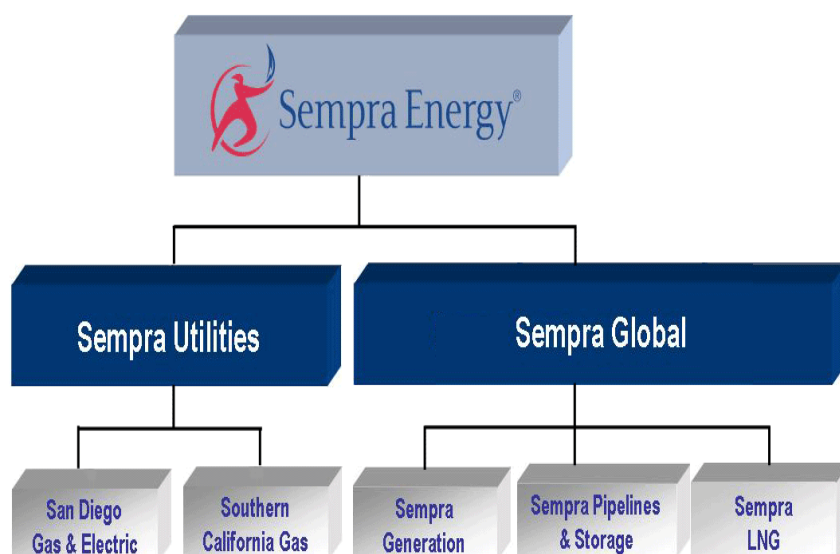 Sempra Energy®
Sempra Utilities
Sempra Global
San Diego
Gas & Electric
Southern
California Gas
Sempra
Generation
Sempra Pipelines
& Storage
Sempra
LNG